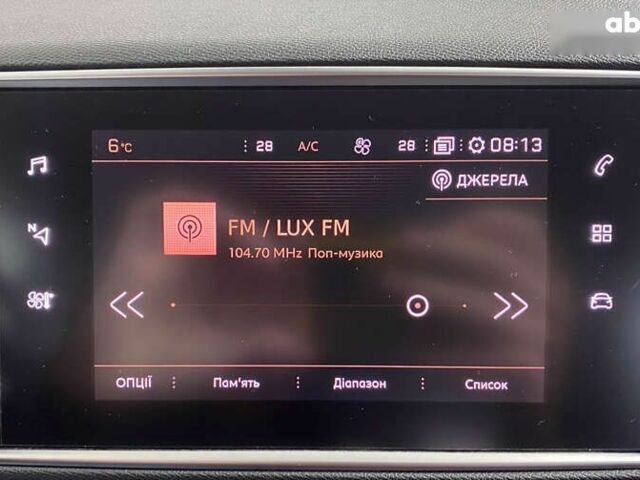 ab
6°C 28 A/C 28 08:13
ДЖЕРЕЛА
FM / LUX FM
104.70 MHz Поп-музика
N
ОПЦІЇ Пам'ять Діапазон Список